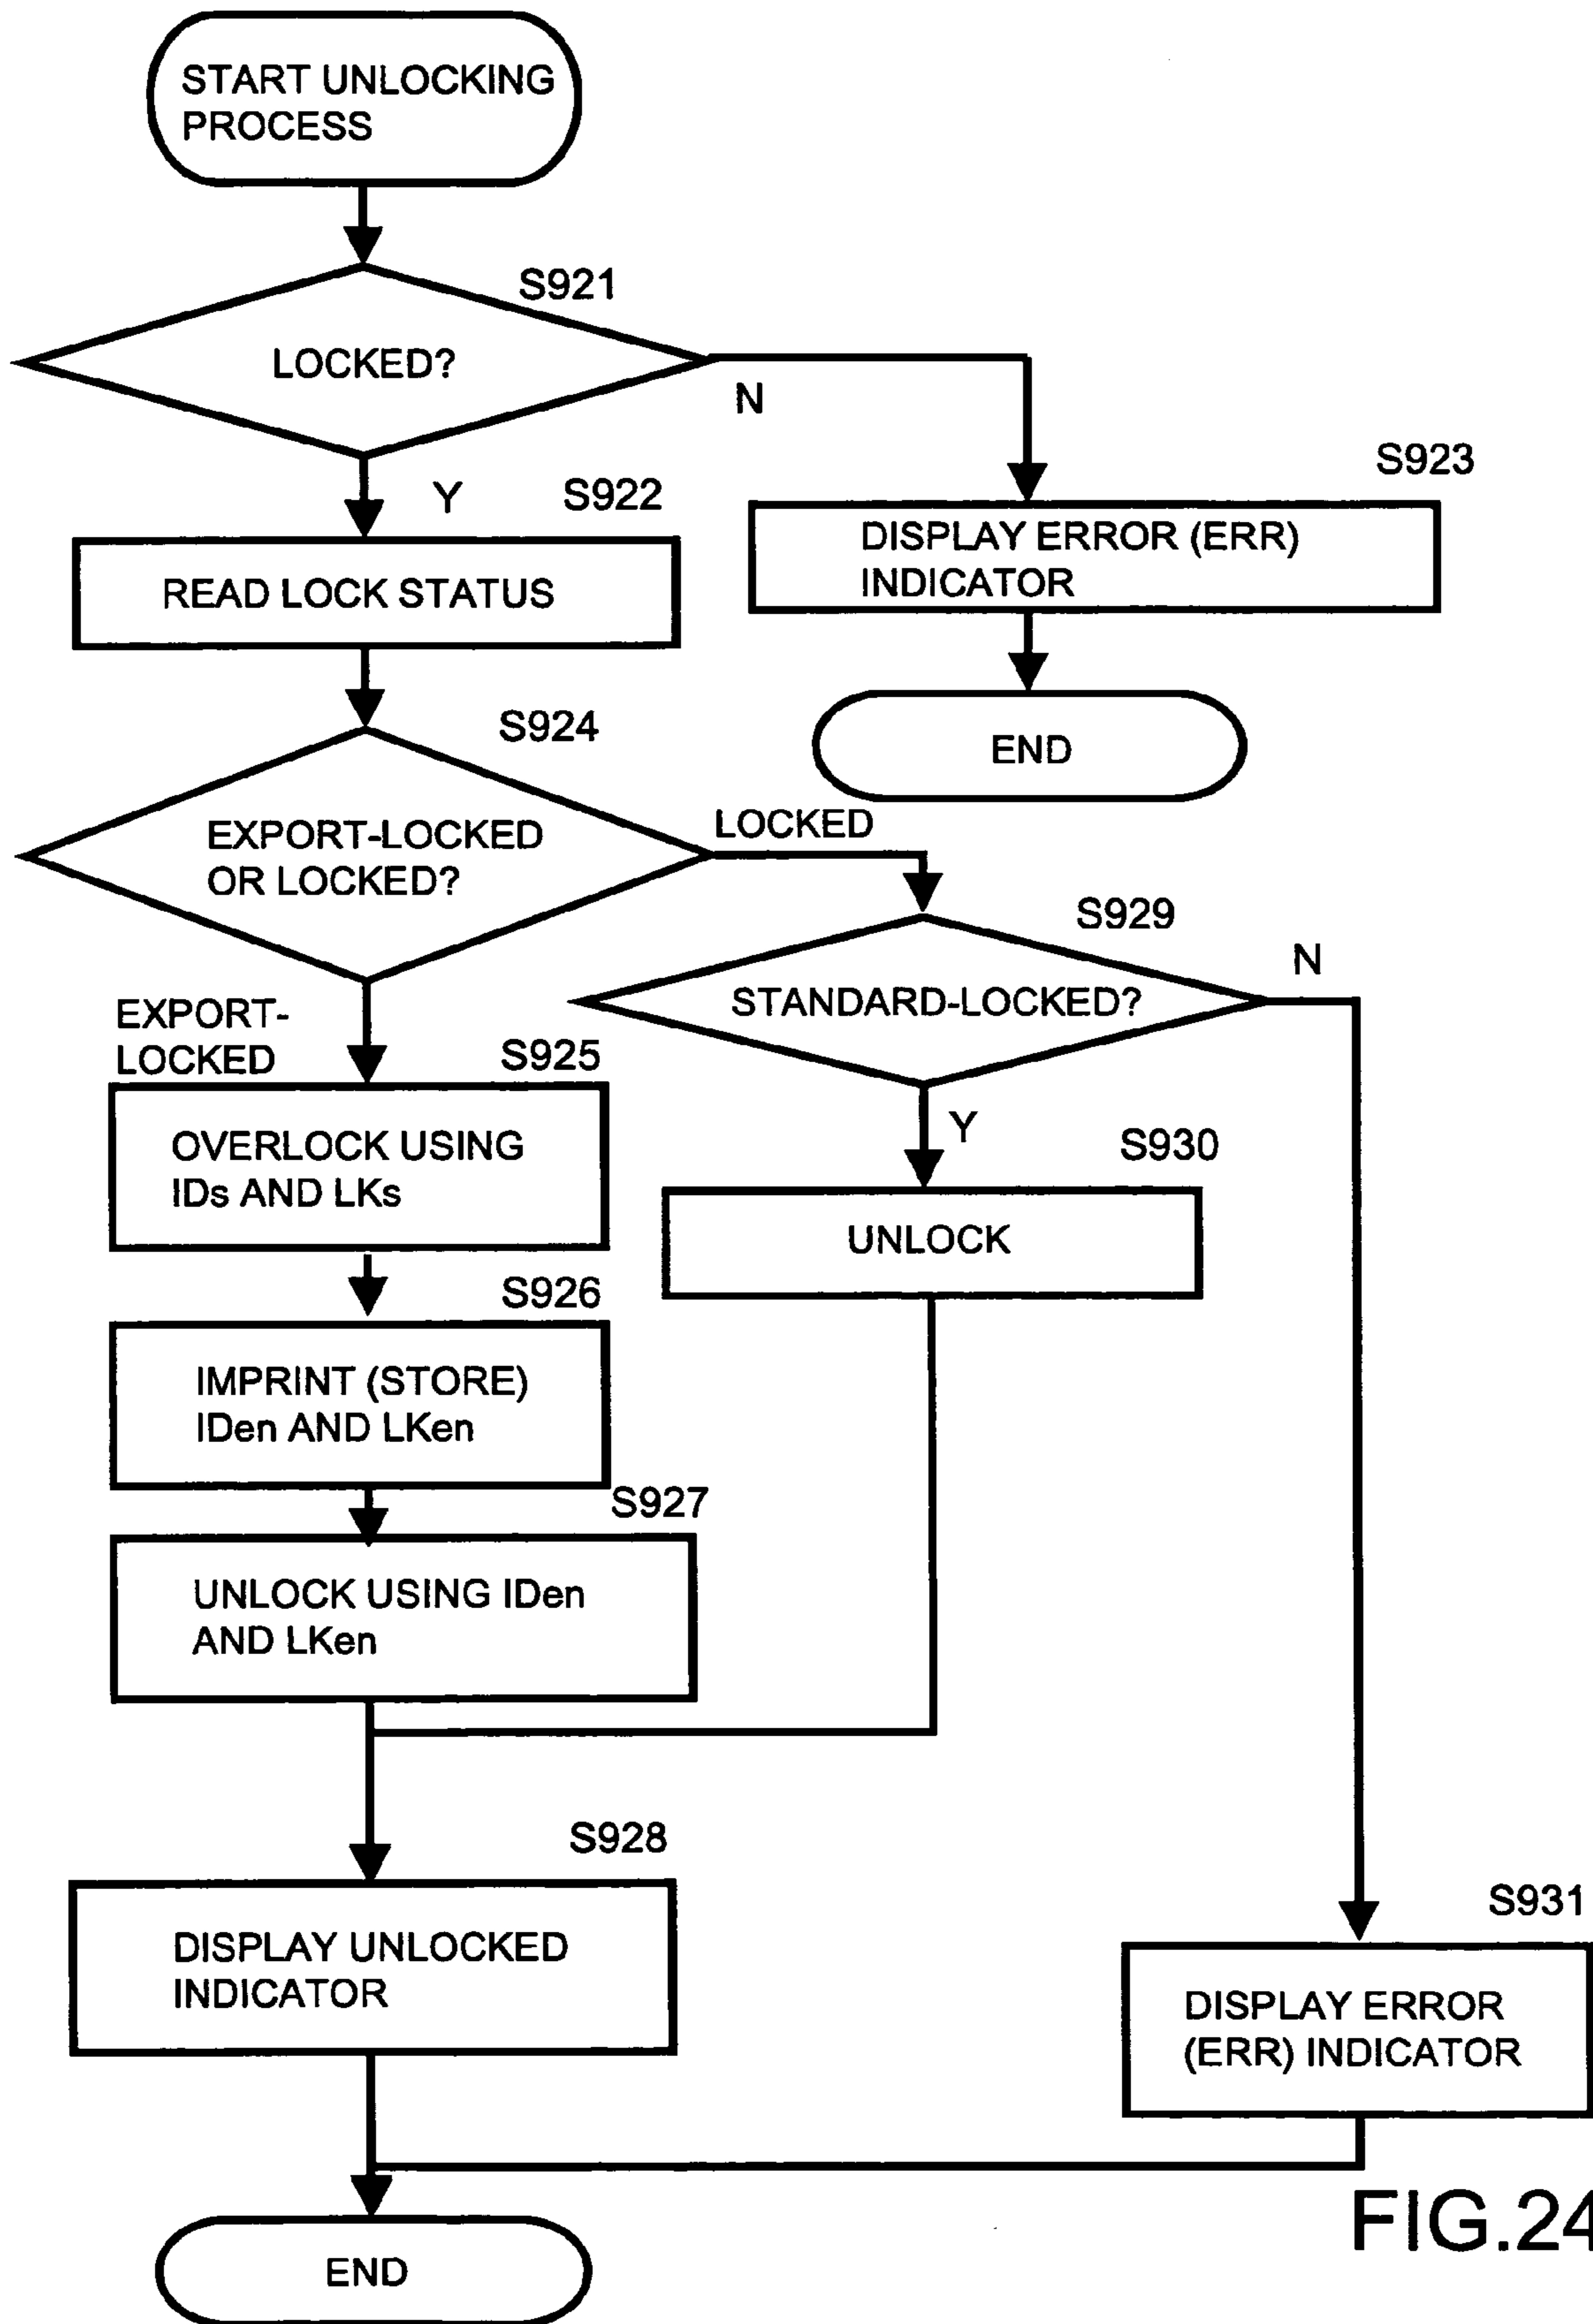 START UNLOCKING
PROCESS
S921
LOCKED?
N
Y
S922
S923
READ LOCK STATUS
DISPLAY ERROR (ERR)
INDICATOR
END
S924
EXPORT-LOCKED
OR LOCKED?
LOCKED
S929
STANDARD-LOCKED?
N
EXPORT-
LOCKED
S925
OVERLOCK USING
IDs AND LKs
Y
S930
UNLOCK
S926
IMPRINT (STORE)
IDen AND LKen
S927
UNLOCK USING IDen
AND LKen
S928
DISPLAY UNLOCKED
INDICATOR
S931
DISPLAY ERROR
(ERR) INDICATOR
END
FIG.24